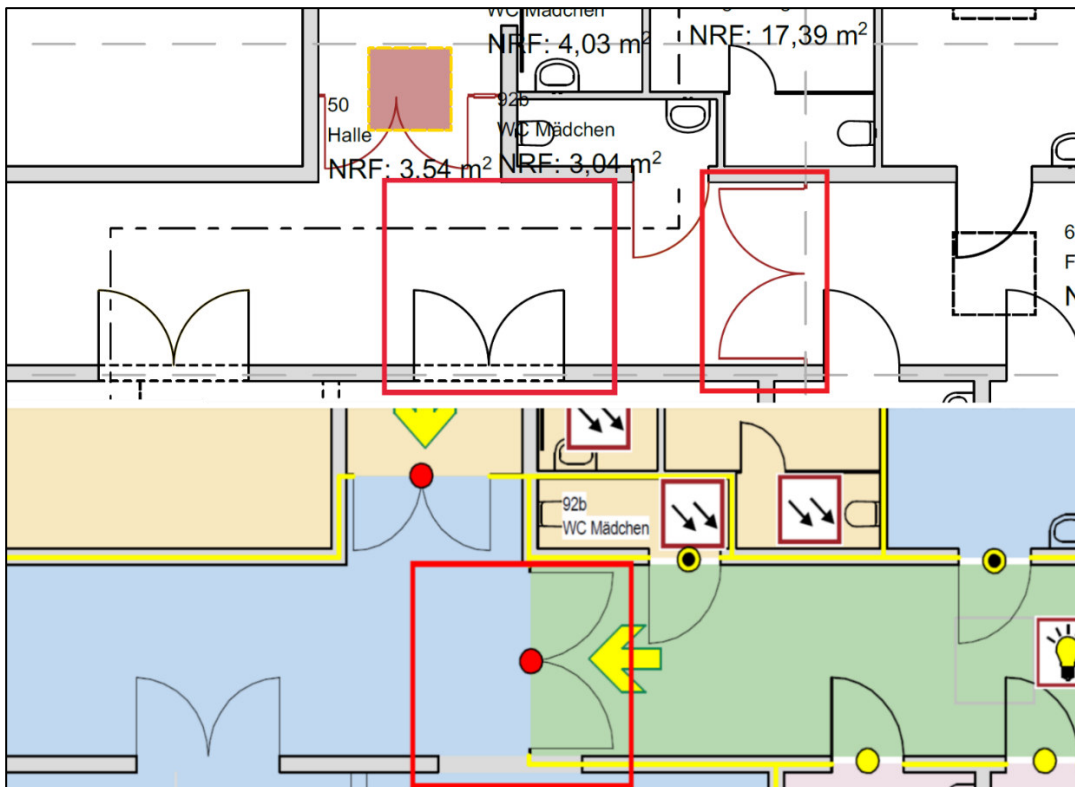 WC Mädchen
NRF: 4,03 m²
NRF: 17,39 m²
50
Halle
NRF: 3.54 m²
92b
WC Mädchen
NRF: 3,04 m²
6
F
N
92b
WC Mädchen